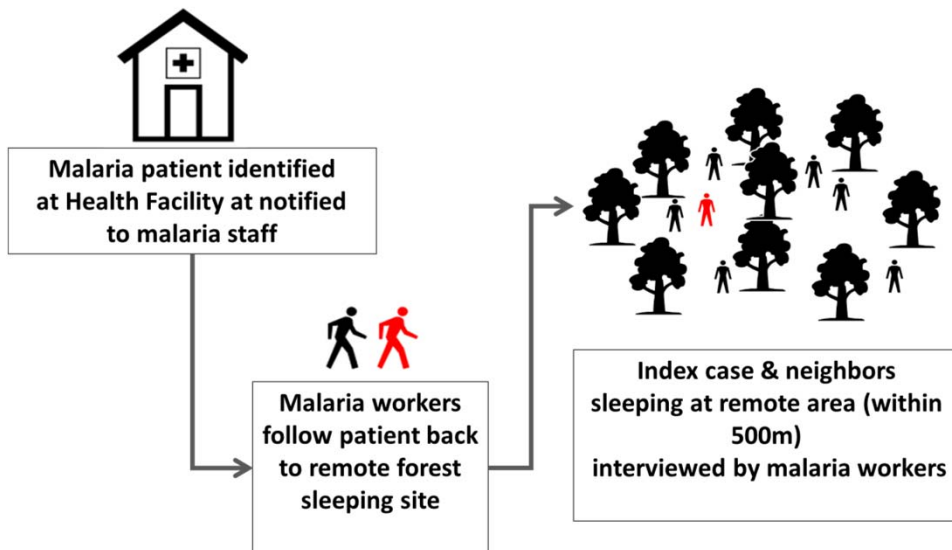 Malaria patient identified
at Health Facility at notified
to malaria staff
Malaria workers
follow patient back
to remote forest
sleeping site
Index case & neighbors
sleeping at remote area (within
500m)
interviewed by malaria workers